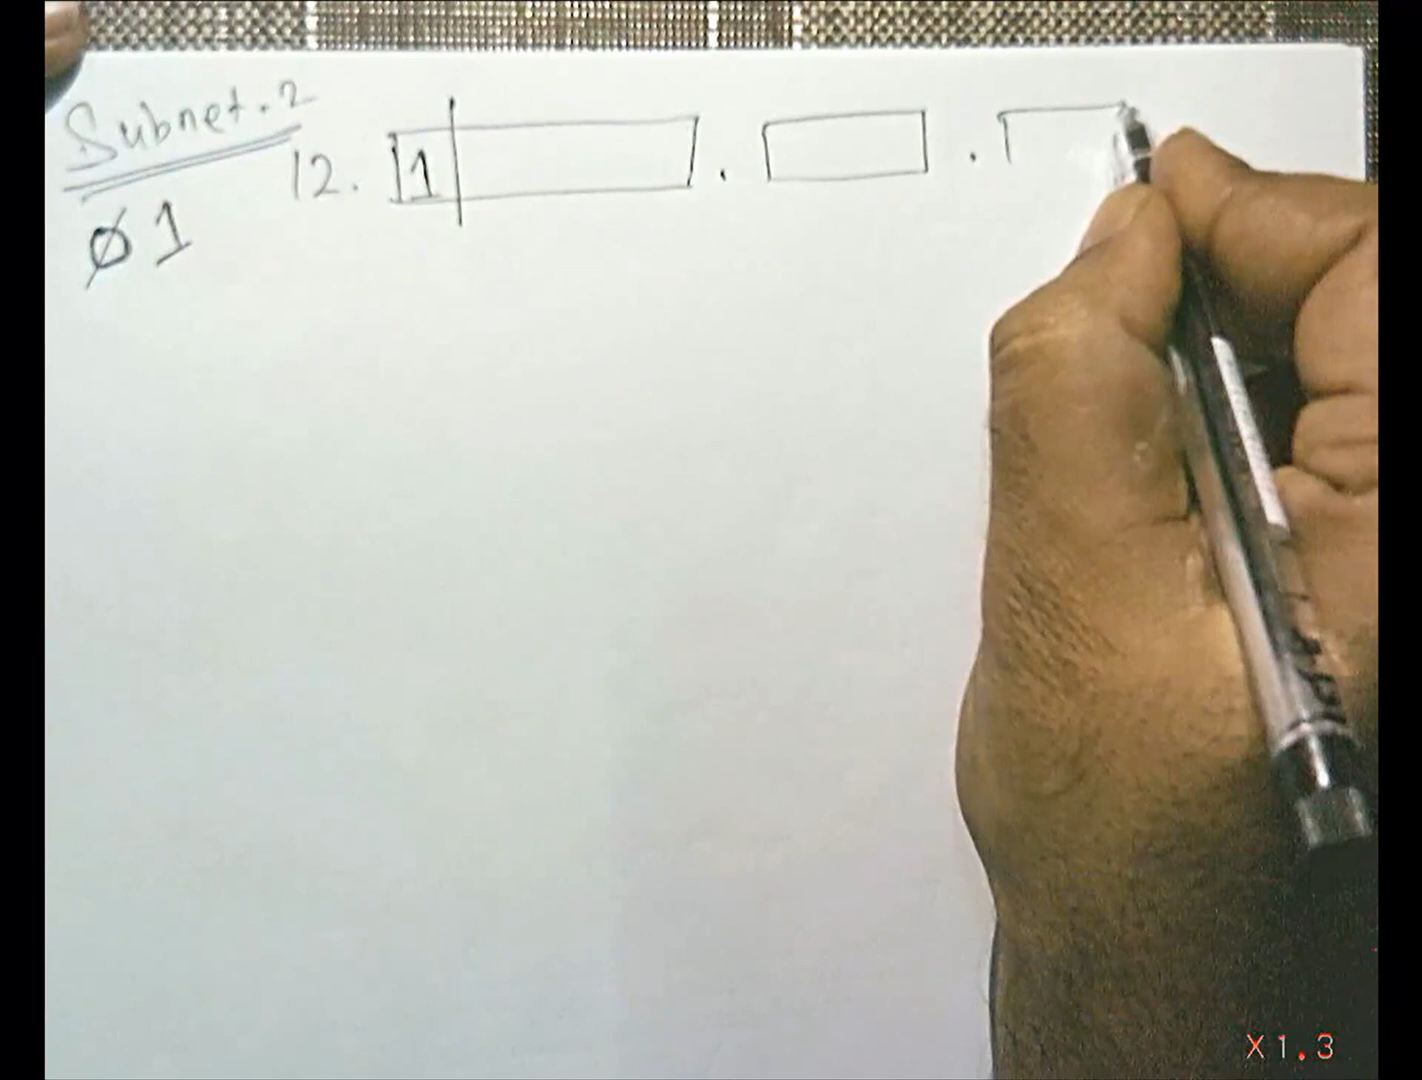 Subnet.2
12. 1 . .
Ø 1
X1.3